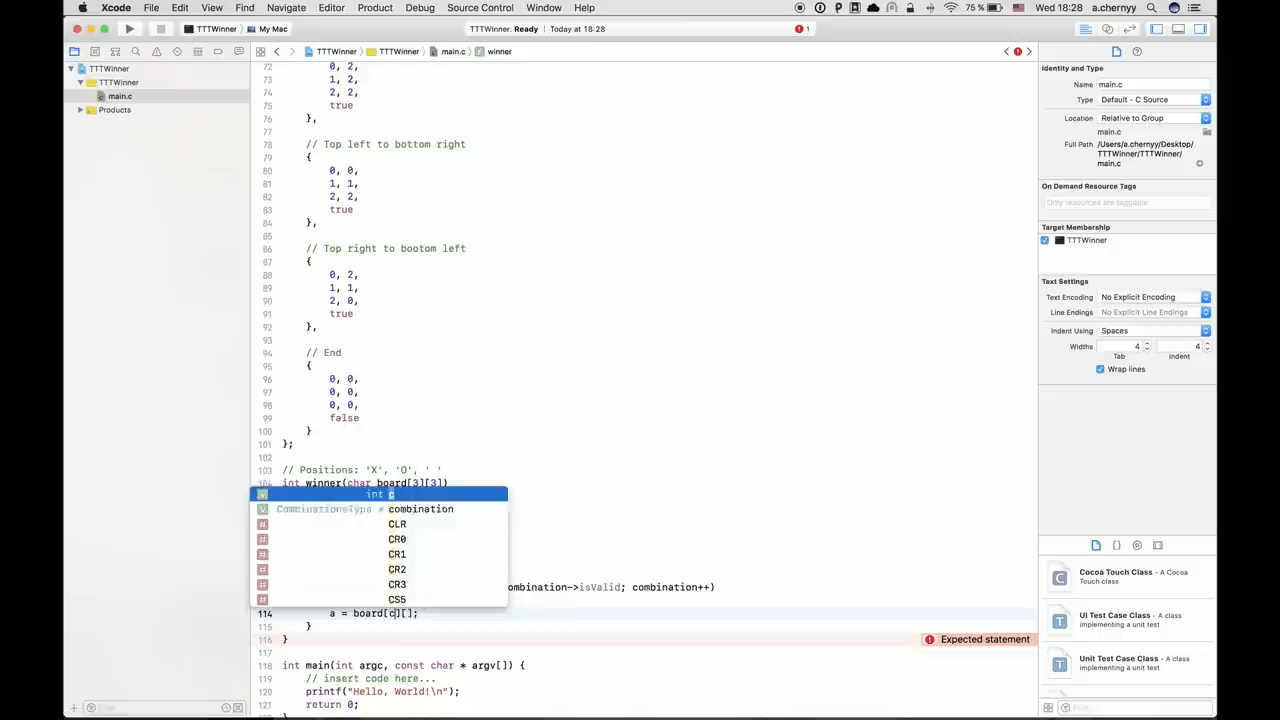 Xcode File Edit View Find Navigate Editor Product Debug Source Control Window Help 75 % Wed 18:28 a.chernyy
TTTWinner My Mac TTTWinner: Ready Today at 18:28 1
TTTWinner TTTWinner main.c winner
TTTWinner
TTTWinner
main.c
Products
72 0, 2,
73 1, 2,
74 2, 2,
75 true
76 },
77
78 // Top left to bottom right
79 {
80 0, 0,
81 1, 1,
82 2, 2,
83 true
84 },
85
86 // Top right to bootom left
87 {
88 0, 2,
89 1, 1,
90 2, 0,
91 true
92 },
93
94 // End
95 {
96 0, 0,
97 0, 0,
98 0, 0,
99 false
100 }
101 };
102
103 // Positions: 'X', 'O', ' '
104 int winner(char board[3][3])
int c
CombinationType * combination
CLR
CR0
CR1
CR2
CR3
CS5
combination->isValid; combination++)
114 a = board[c][];
115 }
116 } Expected statement
117
118 int main(int argc, const char * argv[]) {
119 // insert code here...
120 printf("Hello, World!\n");
121 return 0;
Identity and Type
Name main.c
Type Default - C Source
Location Relative to Group
main.c
Full Path /Users/a.chernyy/Desktop/
TTTWinner/TTTWinner/
main.c
On Demand Resource Tags
Only resources are taggable
Target Membership
TTTWinner
Text Settings
Text Encoding No Explicit Encoding
Line Endings No Explicit Line Endings
Indent Using Spaces
Widths 4 4
Tab Indent
Wrap lines
Cocoa Touch Class - A Cocoa
Touch class
UI Test Case Class - A class
implementing a unit test
Unit Test Case Class - A class
implementing a unit test